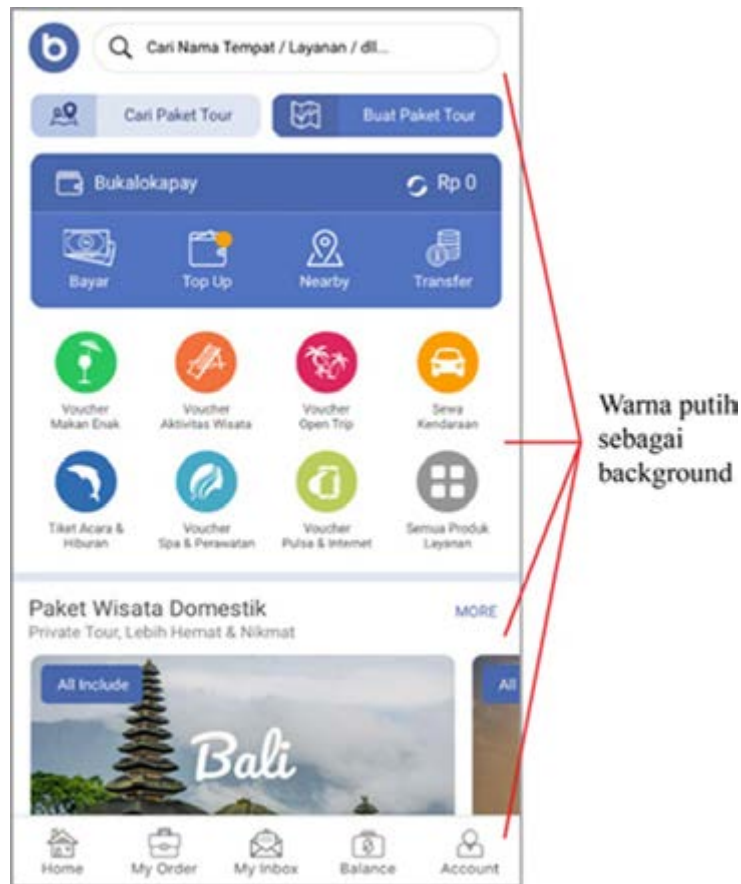 b
Cari Nama Tempat / Layanan / dll...
Cari Paket Tour
Buat Paket Tour
Bukalokapay
Rp 0
Bayar
Top Up
Nearby
Transfer
Voucher
Makan Enak
Voucher
Aktivitas Wisata
Voucher
Open Trip
Sewa
Kendaraan
Tiket Acara &
Hiburan
Voucher
Spa & Perawatan
Voucher
Pulsa & Internet
Semua Produk
Layanan
Paket Wisata Domestik
MORE
Private Tour, Lebih Hemat & Nikmat
All Include
All
Bali
Home
My Order
My Inbox
Balance
Account
Warna putih
sebagai
background